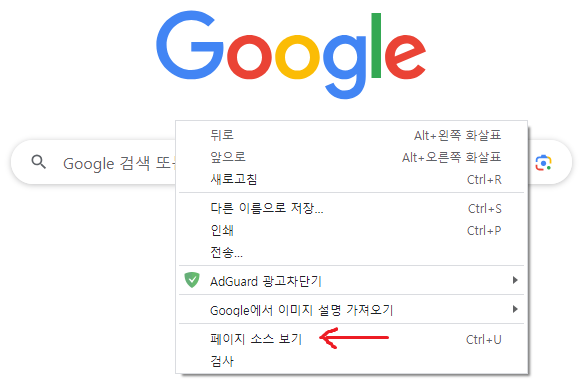 Google
뒤로 Alt+왼쪽 화살표
앞으로 Alt+오른쪽 화살표
Google 검색 또
새로고침 Ctrl+R
다른 이름으로 저장... Ctrl+S
인쇄 Ctrl+P
전송...
AdGuard 광고차단기
Google에서 이미지 설명 가져오기
페이지 소스 보기 Ctrl+U
검사